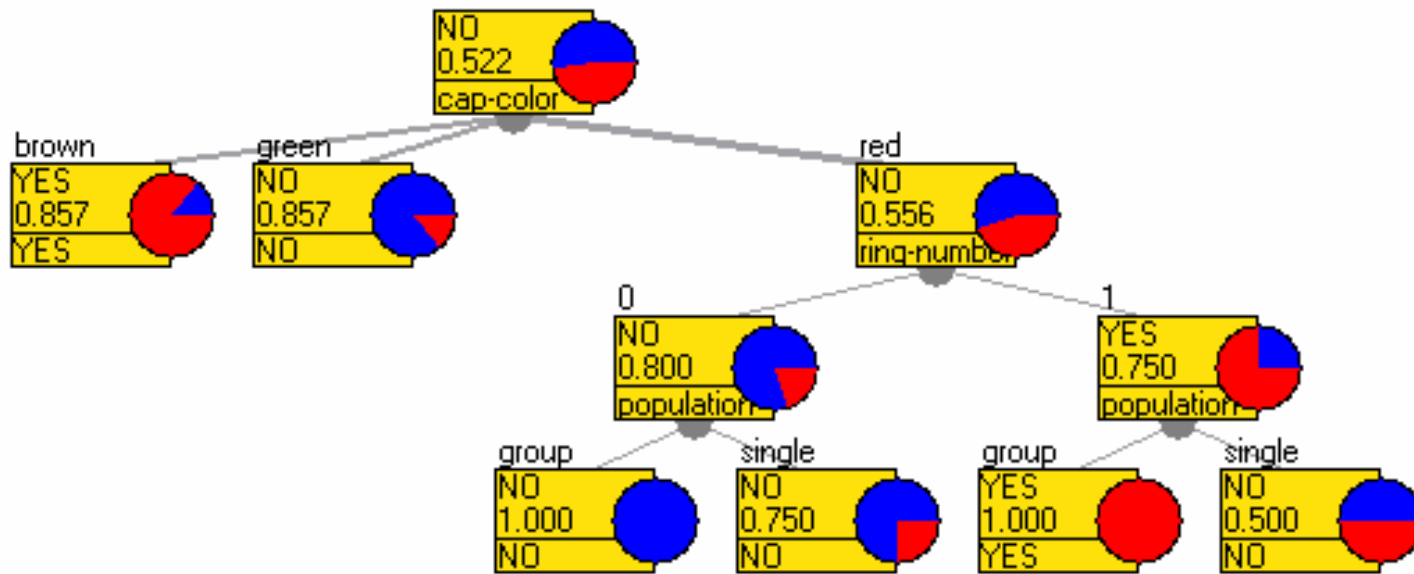 NO
0.522
cap-color
brown
green
red
YES
0.857
YES
NO
0.857
NO
NO
0.556
ring-number
0
1
NO
0.800
population
YES
0.750
population
group
single
group
single
NO
1.000
NO
NO
0.750
NO
YES
1.000
YES
NO
0.500
NO